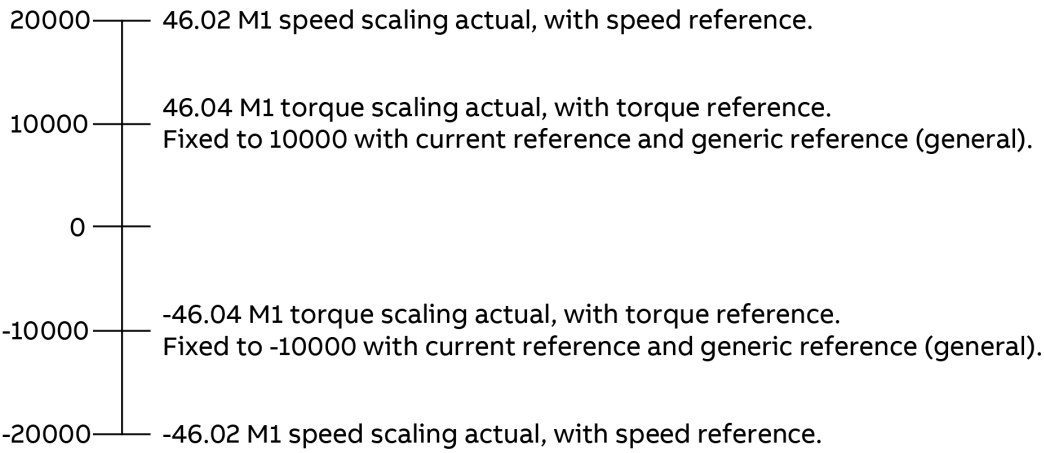 20000 46.02 M1 speed scaling actual, with speed reference.
46.04 M1 torque scaling actual, with torque reference.
10000
Fixed to 10000 with current reference and generic reference (general).
0
-46.04 M1 torque scaling actual, with torque reference.
-10000
Fixed to -10000 with current reference and generic reference (general).
-20000 -46.02 M1 speed scaling actual, with speed reference.